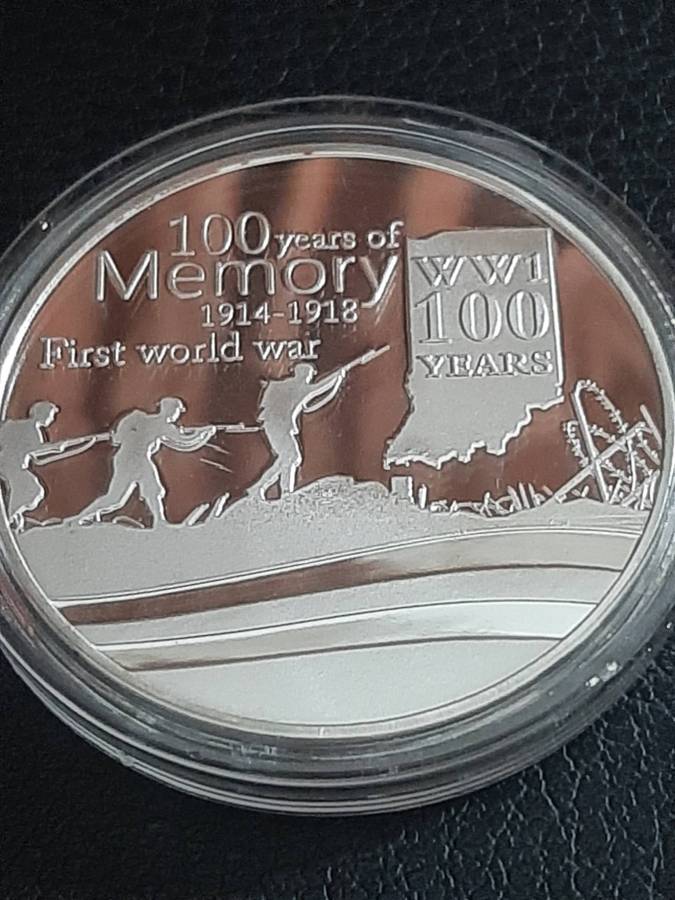 100 years of
Memory
1914-1918
First world war
WW1
100
YEARS